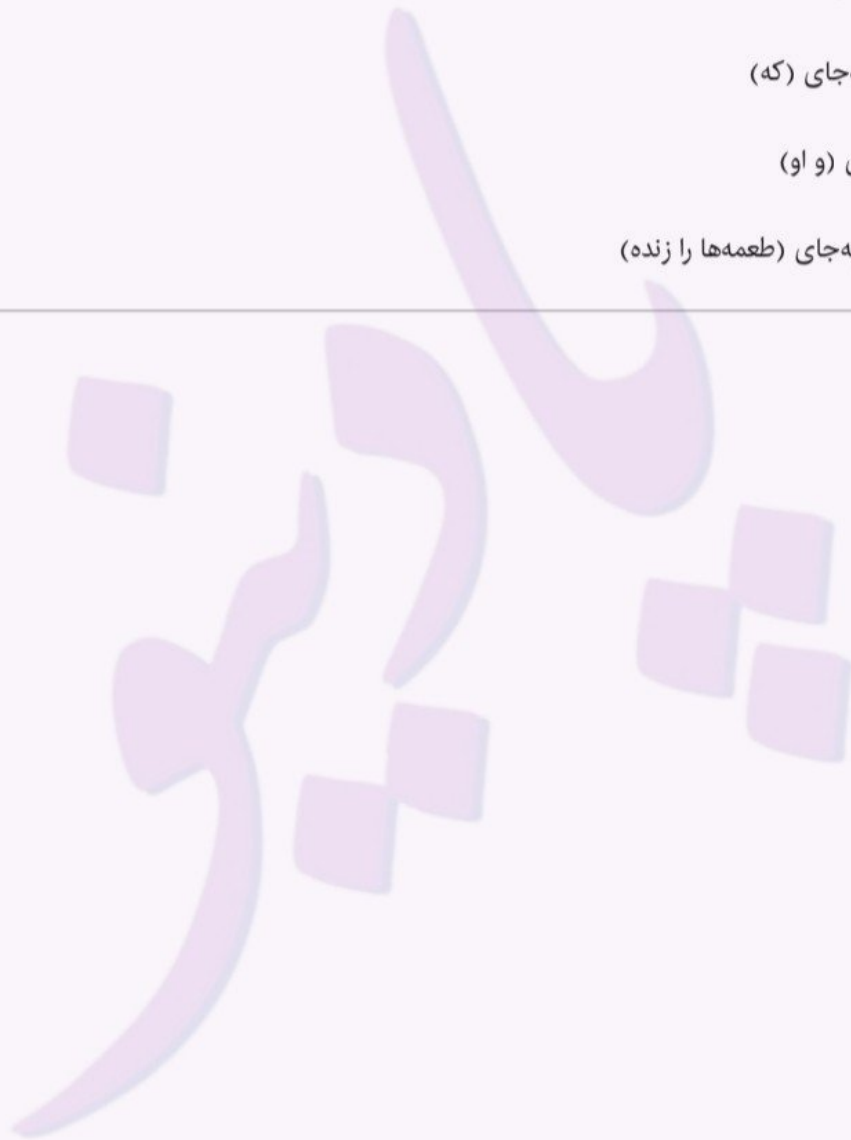 جای (که)
(و او)
جای (طعمه‌ها را زنده)